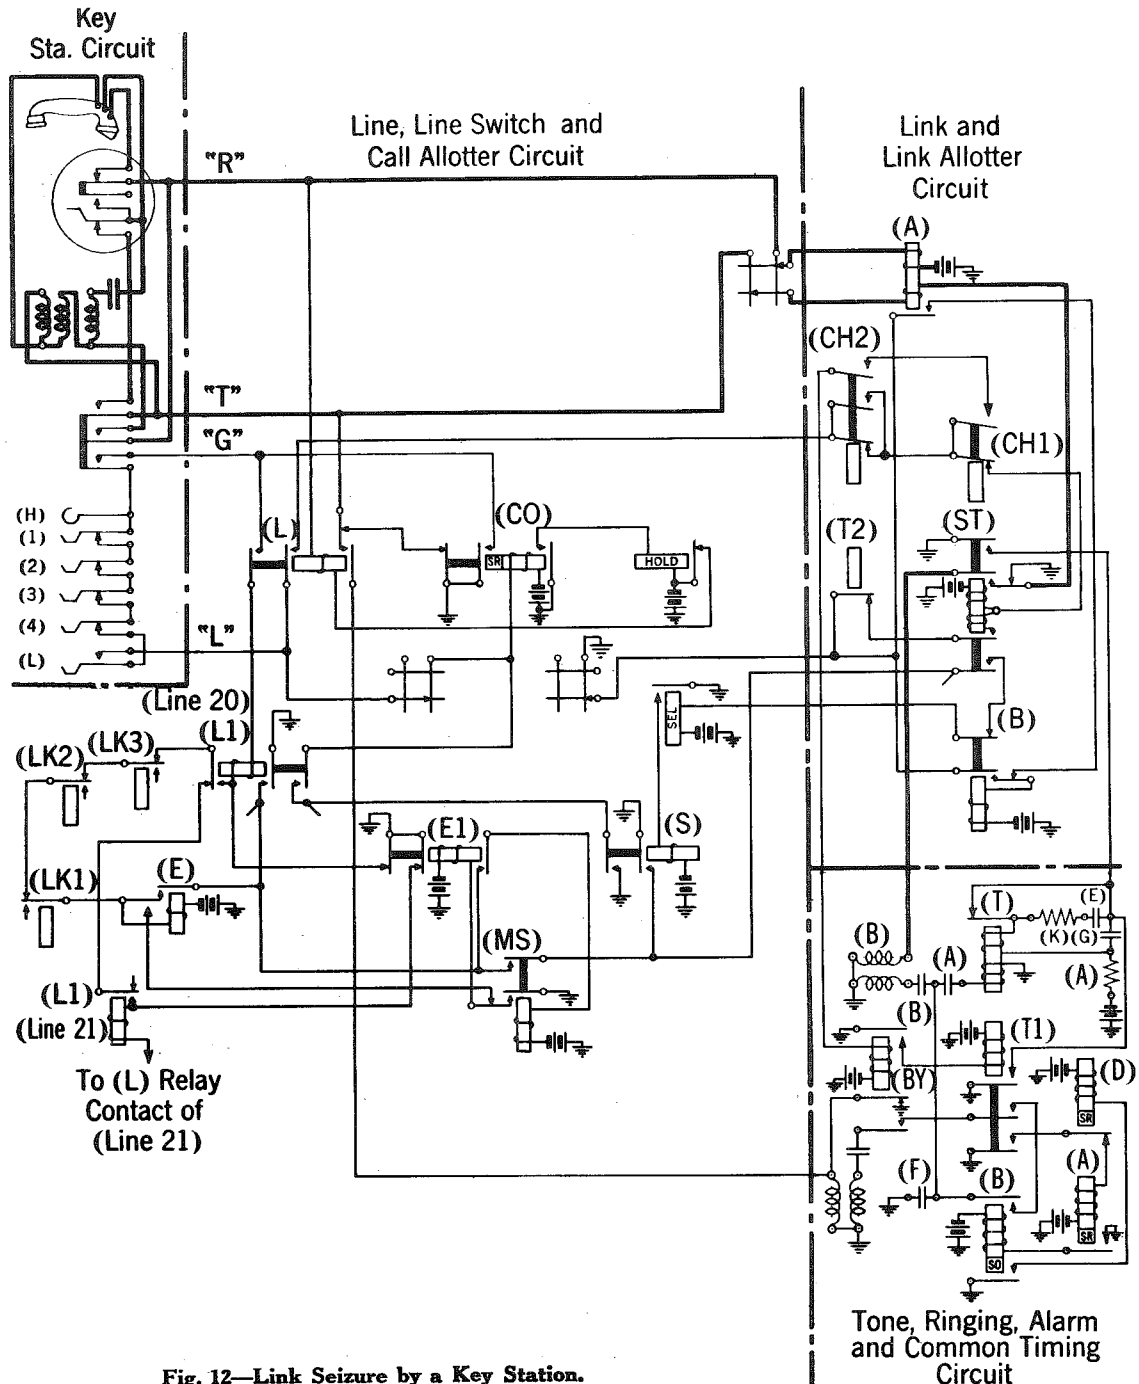 Key
Sta. Circuit
Line, Line Switch and
Call Allotter Circuit
Link and
Link Allotter
Circuit
"R"
(A)
(CH2)
"T"
"G"
(CH1)
(H)
(L)
(CO)
(T2)
(ST)
(1)
(2)
SR
HOLD
(3)
(4)
"L"
(L)
(Line 20)
SEL
(B)
(L1)
(LK3)
(LK2)
(E1)
(S)
(E)
(LK1)
(T)
(E)
(MS)
(B)
(K)
(G)
(A)
(A)
(L1)
(Line 21)
(B)
(T1)
(BY)
(D)
SR
To (L) Relay
Contact of
(Line 21)
(F)
(B)
(A)
SR
SO
Tone, Ringing, Alarm
and Common Timing
Circuit
Fig. 12—Link Seizure by a Key Station.